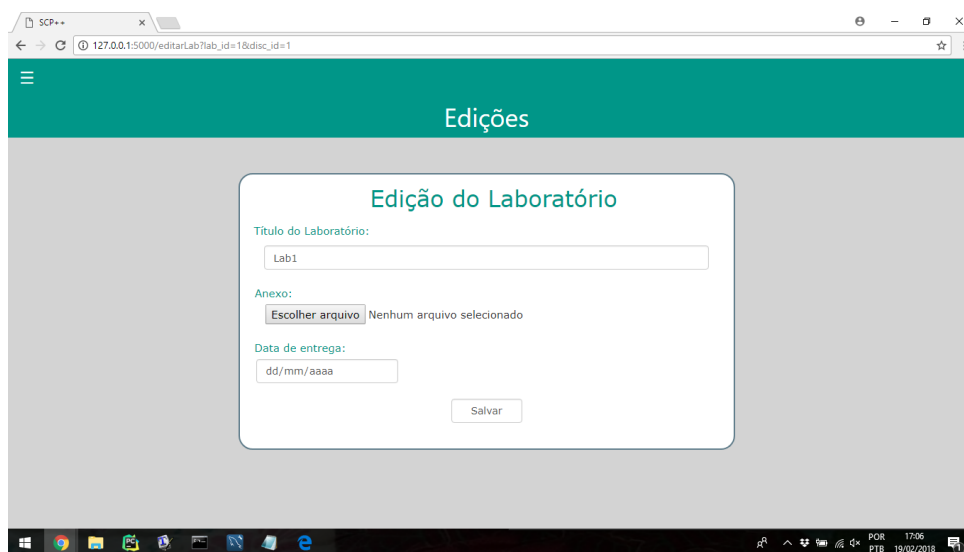 SCP++
127.0.0.1:5000/editarLab?lab_id=1&disc_id=1
Edições
Edição do Laboratório
Título do Laboratório:
Lab1
Anexo:
Escolher arquivo Nenhum arquivo selecionado
Data de entrega:
dd/mm/aaaa
Salvar
POR 17:06
PTB 19/02/2018